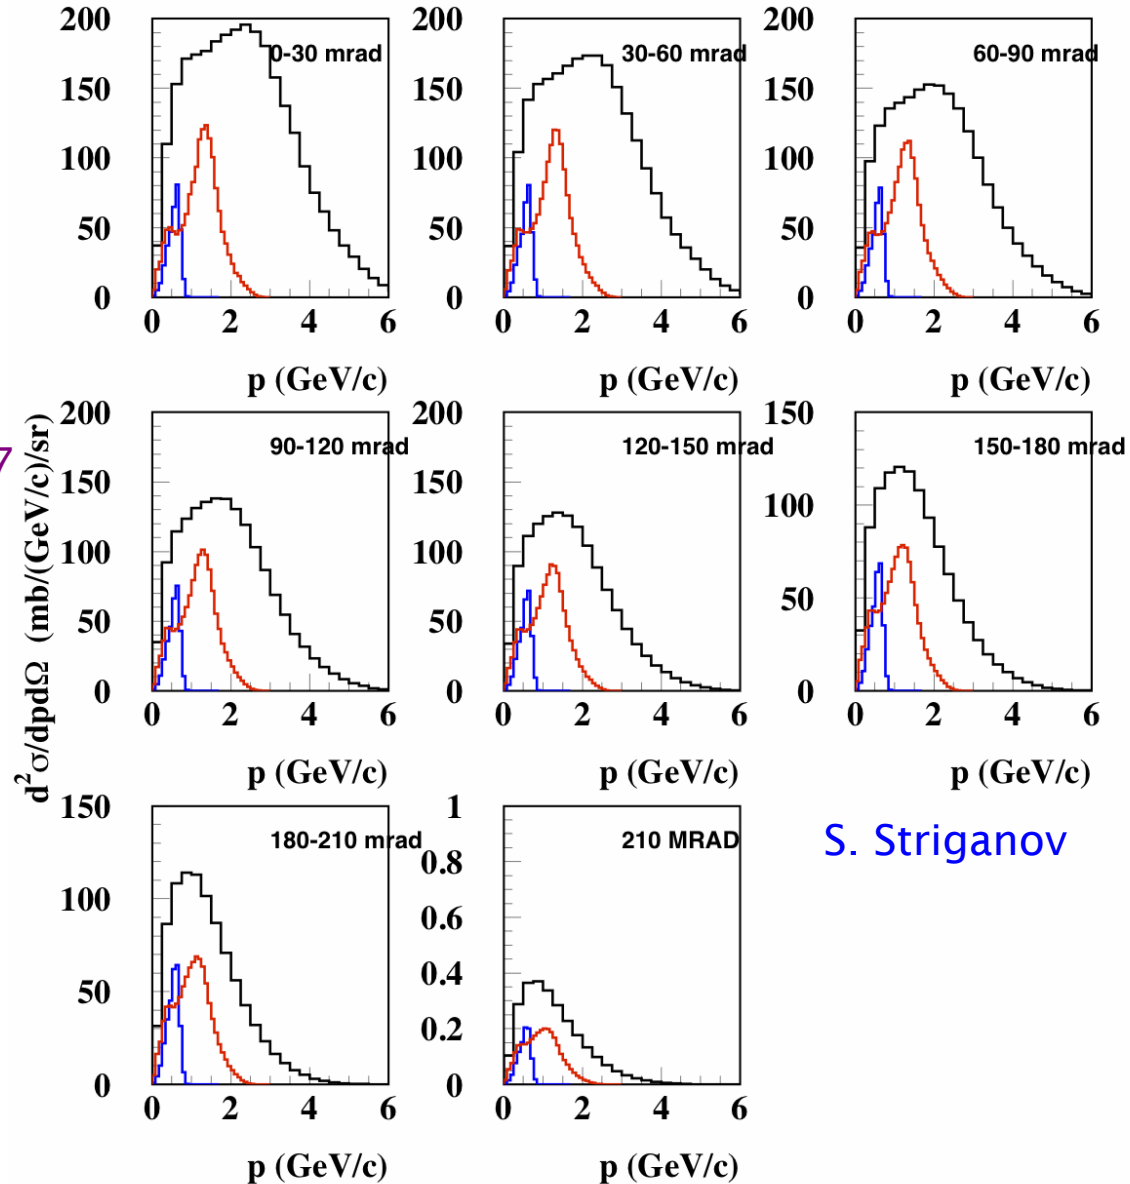 200
150
100
50
0
0-30 mrad
0 2 4 6
p (GeV/c)
200
150
100
50
0
30-60 mrad
0 2 4 6
p (GeV/c)
200
150
100
50
0
60-90 mrad
0 2 4 6
p (GeV/c)
7
d²σ/dpdΩ (mb/(GeV/c)/sr)
200
150
100
50
0
90-120 mrad
0 2 4 6
p (GeV/c)
200
150
100
50
0
120-150 mrad
0 2 4 6
p (GeV/c)
150
100
50
0
150-180 mrad
0 2 4 6
p (GeV/c)
150
100
50
0
180-210 mrad
0 2 4 6
p (GeV/c)
1
0.8
0.6
0.4
0.2
0
210 MRAD
0 2 4 6
p (GeV/c)
S. Striganov